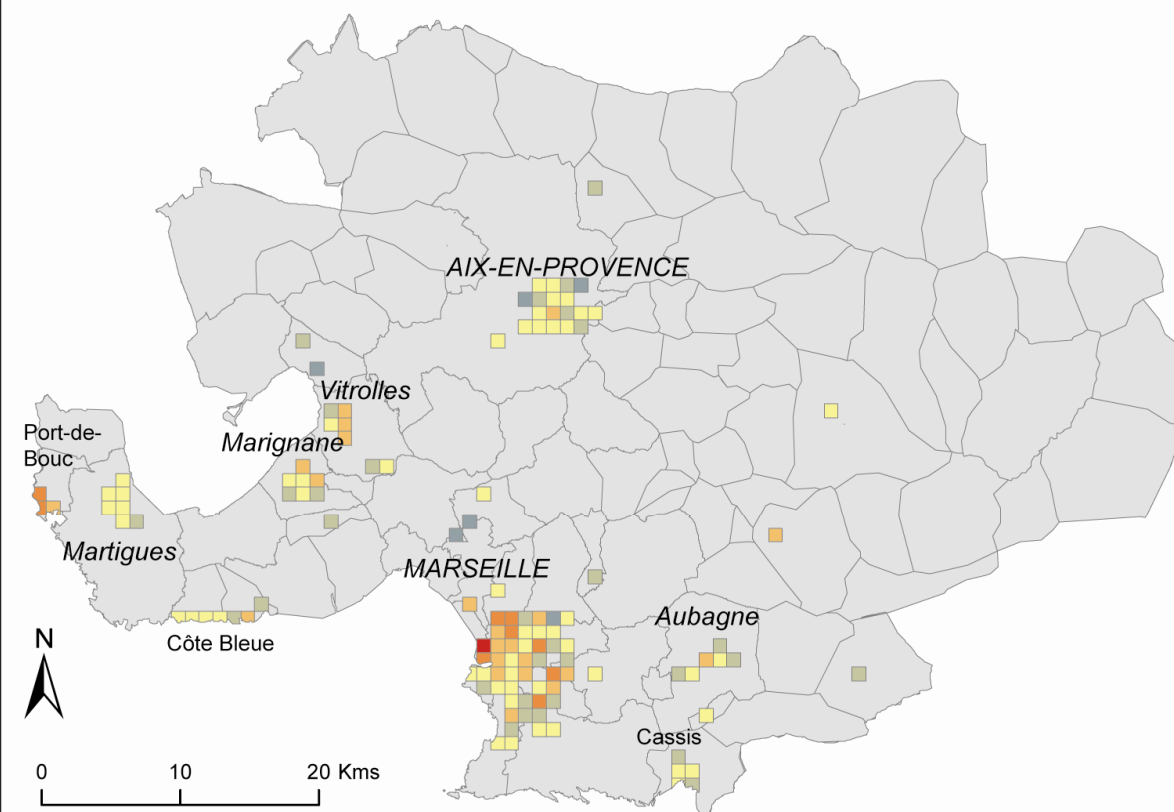 AIX-EN-PROVENCE
Vitrolles
Port-de-
Bouc
Marignane
Martigues
MARSEILLE
Aubagne
Côte Bleue
N
Cassis
0 10 20 Kms